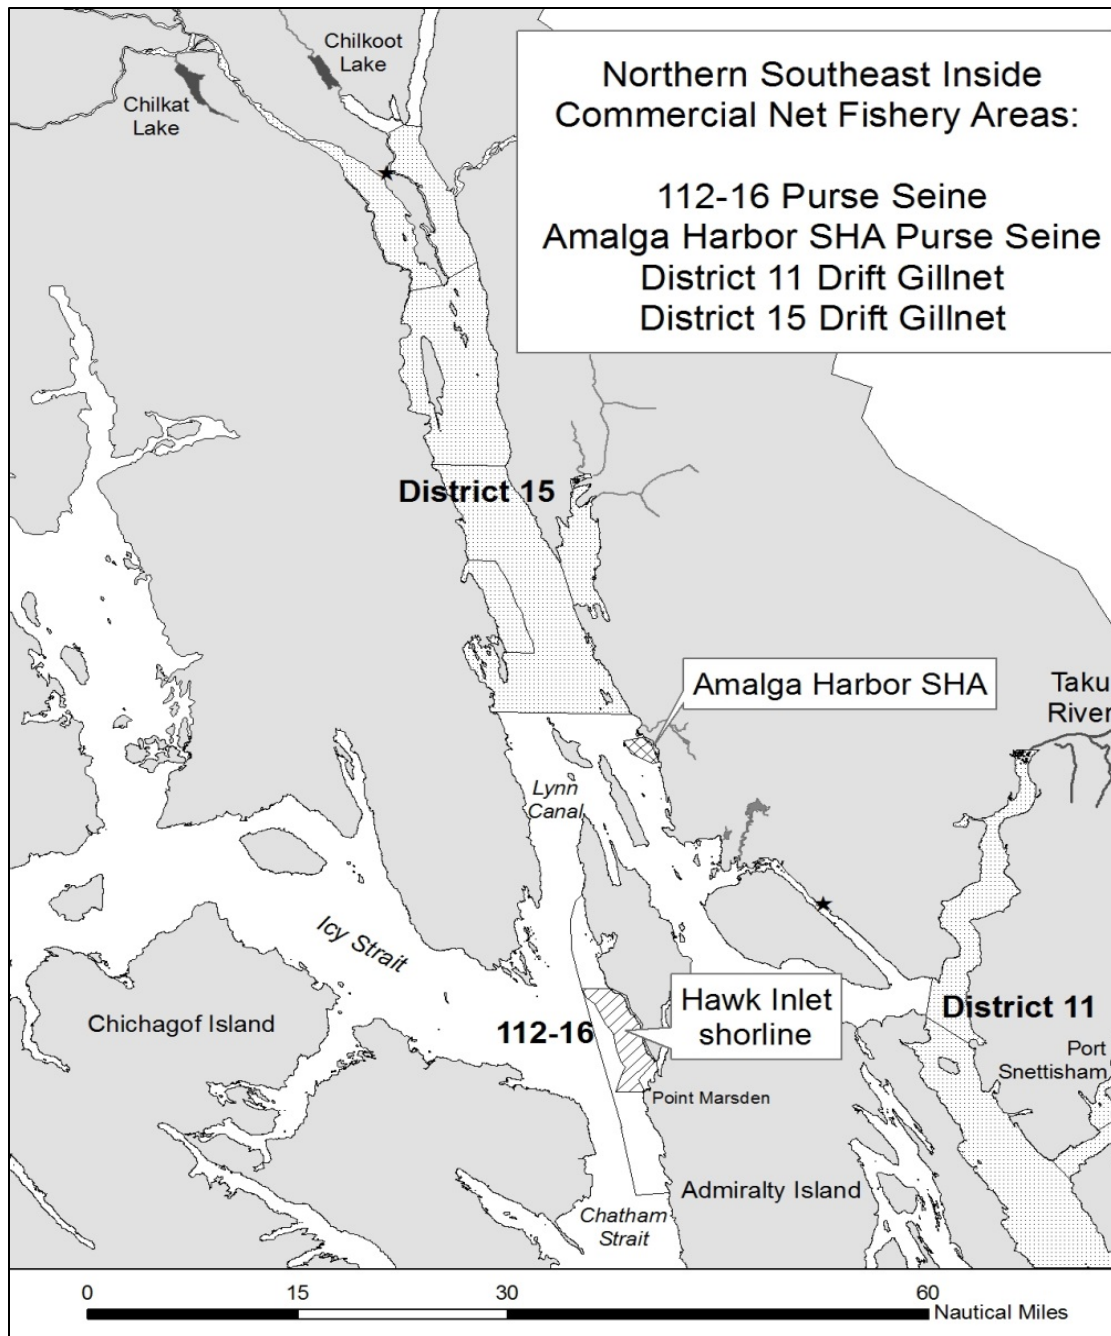 Chilkoot
Lake
Chilkat
Lake
Northern Southeast Inside
Commercial Net Fishery Areas:
112-16 Purse Seine
Amalga Harbor SHA Purse Seine
District 11 Drift Gillnet
District 15 Drift Gillnet
District 15
Amalga Harbor SHA
Taku
River
Lynn
Canal
Icy Strait
Hawk Inlet
shorline
District 11
Chichagof Island
112-16
Port
Snettisham
Point Marsden
Admiralty Island
Chatham
Strait
0 15 30 60
Nautical Miles